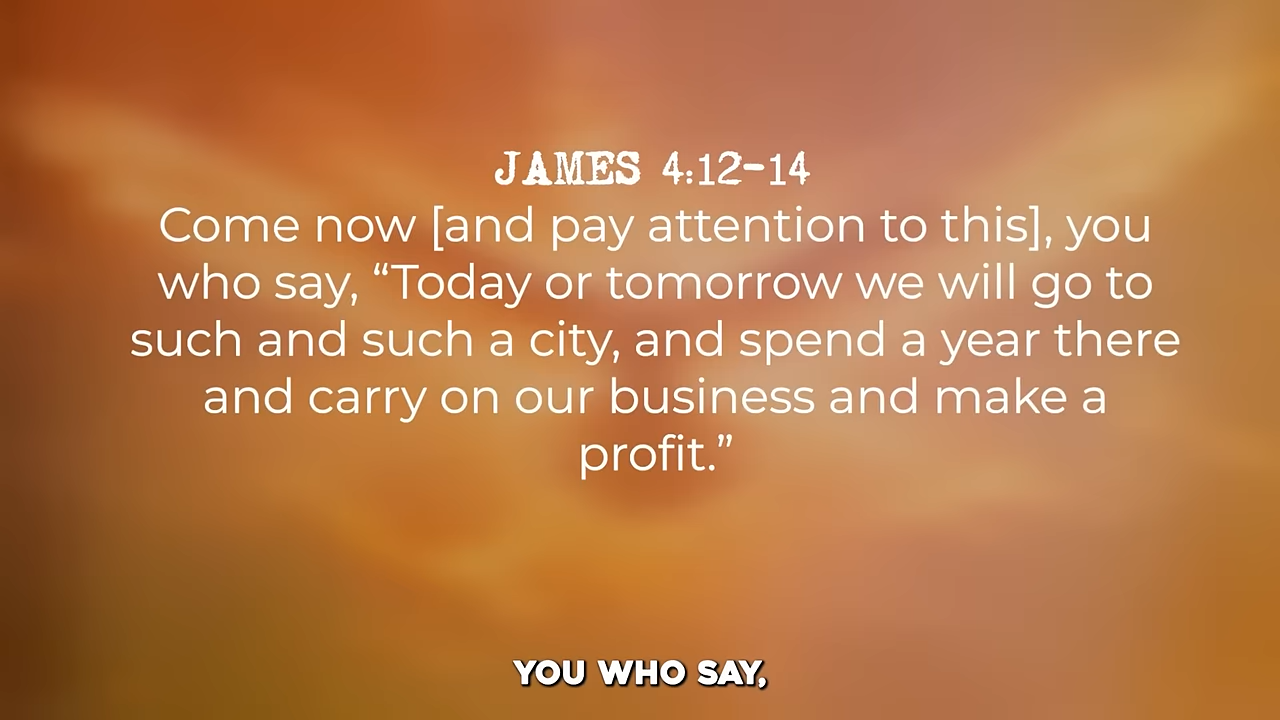 JAMES 4:12-14
Come now [and pay attention to this], you
who say, “Today or tomorrow we will go to
such and such a city, and spend a year there
and carry on our business and make a
profit.”
YOU WHO SAY,